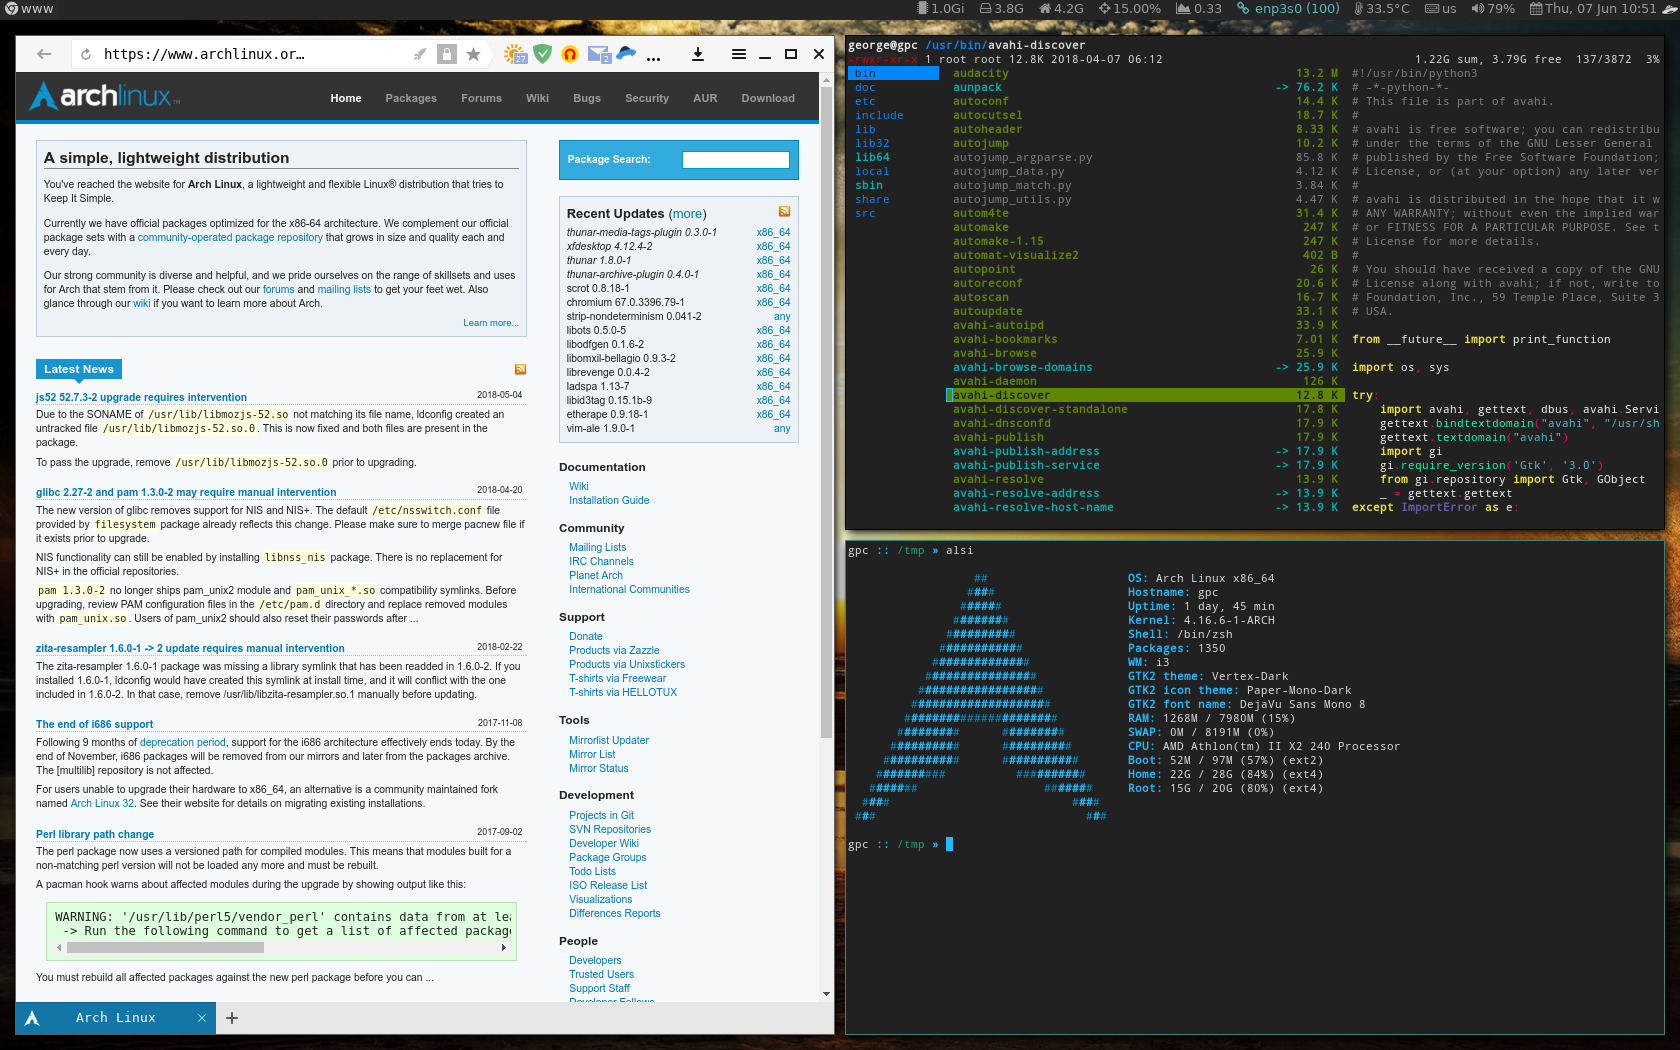 www
1.0Gi 3.8G 4.2G 15.00% 0.33 enp3s0 (100) 33.5°C us 79% Thu, 07 Jun 10:51
https://www.archlinux.or…
27
2
archlinux™
Home Packages Forums Wiki Bugs Security AUR Download
A simple, lightweight distribution
You've reached the website for Arch Linux, a lightweight and flexible Linux® distribution that tries to
Keep It Simple.
Currently we have official packages optimized for the x86-64 architecture. We complement our official
package sets with a community-operated package repository that grows in size and quality each and
every day.
Our strong community is diverse and helpful, and we pride ourselves on the range of skillsets and uses
for Arch that stem from it. Please check out our forums and mailing lists to get your feet wet. Also
glance through our wiki if you want to learn more about Arch.
Learn more...
Latest News
js52 52.7.3-2 upgrade requires intervention 2018-05-04
Due to the SONAME of /usr/lib/libmozjs-52.so not matching its file name, ldconfig created an
untracked file /usr/lib/libmozjs-52.so.0. This is now fixed and both files are present in the
package.
To pass the upgrade, remove /usr/lib/libmozjs-52.so.0 prior to upgrading.
glibc 2.27-2 and pam 1.3.0-2 may require manual intervention 2018-04-20
The new version of glibc removes support for NIS and NIS+. The default /etc/nsswitch.conf file
provided by filesystem package already reflects this change. Please make sure to merge pacnew file if
it exists prior to upgrade.
NIS functionality can still be enabled by installing libnss_nis package. There is no replacement for
NIS+ in the official repositories.
pam 1.3.0-2 no longer ships pam_unix2 module and pam_unix_*.so compatibility symlinks. Before
upgrading, review PAM configuration files in the /etc/pam.d directory and replace removed modules
with pam_unix.so. Users of pam_unix2 should also reset their passwords after ...
zita-resampler 1.6.0-1 -> 2 update requires manual intervention 2018-02-22
The zita-resampler 1.6.0-1 package was missing a library symlink that has been readded in 1.6.0-2. If you
installed 1.6.0-1, ldconfig would have created this symlink at install time, and it will conflict with the one
included in 1.6.0-2. In that case, remove /usr/lib/libzita-resampler.so.1 manually before updating.
The end of i686 support 2017-11-08
Following 9 months of deprecation period, support for the i686 architecture effectively ends today. By the
end of November, i686 packages will be removed from our mirrors and later from the packages archive.
The [multilib] repository is not affected.
For users unable to upgrade their hardware to x86_64, an alternative is a community maintained fork
named Arch Linux 32. See their website for details on migrating existing installations.
Perl library path change 2017-09-02
The perl package now uses a versioned path for compiled modules. This means that modules built for a
non-matching perl version will not be loaded any more and must be rebuilt.
A pacman hook warns about affected modules during the upgrade by showing output like this:
WARNING: '/usr/lib/perl5/vendor_perl' contains data from at lea
-> Run the following command to get a list of affected package
You must rebuild all affected packages against the new perl package before you can ...
Package Search:
Recent Updates (more)
thunar-media-tags-plugin 0.3.0-1 x86_64
xfdesktop 4.12.4-2 x86_64
thunar 1.8.0-1 x86_64
thunar-archive-plugin 0.4.0-1 x86_64
scrot 0.8.18-1 x86_64
chromium 67.0.3396.79-1 x86_64
strip-nondeterminism 0.041-2 any
libots 0.5.0-5 x86_64
libodfgen 0.1.6-2 x86_64
libomxil-bellagio 0.9.3-2 x86_64
librevenge 0.0.4-2 x86_64
ladspa 1.13-7 x86_64
libid3tag 0.15.1b-9 x86_64
etherape 0.9.18-1 x86_64
vim-ale 1.9.0-1 any
Documentation
Wiki
Installation Guide
Community
Mailing Lists
IRC Channels
Planet Arch
International Communities
Support
Donate
Products via Zazzle
Products via Unixstickers
T-shirts via Freewear
T-shirts via HELLOTUX
Tools
Mirrorlist Updater
Mirror List
Mirror Status
Development
Projects in Git
SVN Repositories
Developer Wiki
Package Groups
Todo Lists
ISO Release List
Visualizations
Differences Reports
People
Developers
Trusted Users
Support Staff
Developer Fellows
Arch Linux
george@gpc /usr/bin/avahi-discover
-rwxr-xr-x 1 root root 12.8K 2018-04-07 06:12 1.22G sum, 3.79G free 137/3872 3%
bin
doc
etc
include
lib
lib32
lib64
local
sbin
share
src
audacity 13.2 M
aunpack -> 76.2 K
autoconf 14.4 K
autocutsel 18.7 K
autoheader 8.33 K
autojump 10.2 K
autojump_argparse.py 85.8 K
autojump_data.py 4.12 K
autojump_match.py 3.84 K
autojump_utils.py 4.47 K
autom4te 31.4 K
automake 247 K
automake-1.15 247 K
automat-visualize2 402 B
autopoint 26 K
autoreconf 20.6 K
autoscan 16.7 K
autoupdate 33.1 K
avahi-autoipd 33.9 K
avahi-bookmarks 7.01 K
avahi-browse 25.9 K
avahi-browse-domains -> 25.9 K
avahi-daemon 126 K
avahi-discover 12.8 K
avahi-discover-standalone 17.8 K
avahi-dnsconfd 17.9 K
avahi-publish 17.9 K
avahi-publish-address -> 17.9 K
avahi-publish-service -> 17.9 K
avahi-resolve 13.9 K
avahi-resolve-address -> 13.9 K
avahi-resolve-host-name -> 13.9 K
#!/usr/bin/python3
# -*-python-*-
# This file is part of avahi.
#
# avahi is free software; you can redistribu
# under the terms of the GNU Lesser General
# published by the Free Software Foundation;
# License, or (at your option) any later ver
#
# avahi is distributed in the hope that it w
# ANY WARRANTY; without even the implied war
# or FITNESS FOR A PARTICULAR PURPOSE. See t
# License for more details.
#
# You should have received a copy of the GNU
# License along with avahi; if not, write to
# Foundation, Inc., 59 Temple Place, Suite 3
# USA.
from __future__ import print_function
import os, sys
try:
import avahi, gettext, dbus, avahi.Servi
gettext.bindtextdomain("avahi", "/usr/sh
gettext.textdomain("avahi")
import gi
gi.require_version('Gtk', '3.0')
from gi.repository import Gtk, GObject
_ = gettext.gettext
except ImportError as e:
gpc :: /tmp » alsi
OS: Arch Linux x86_64
Hostname: gpc
Uptime: 1 day, 45 min
Kernel: 4.16.6-1-ARCH
Shell: /bin/zsh
Packages: 1350
WM: i3
GTK2 theme: Vertex-Dark
GTK2 icon theme: Paper-Mono-Dark
GTK2 font name: DejaVu Sans Mono 8
RAM: 1268M / 7980M (15%)
SWAP: 0M / 8191M (0%)
CPU: AMD Athlon(tm) II X2 240 Processor
Boot: 52M / 97M (57%) (ext2)
Home: 22G / 28G (84%) (ext4)
Root: 15G / 20G (80%) (ext4)
gpc :: /tmp »